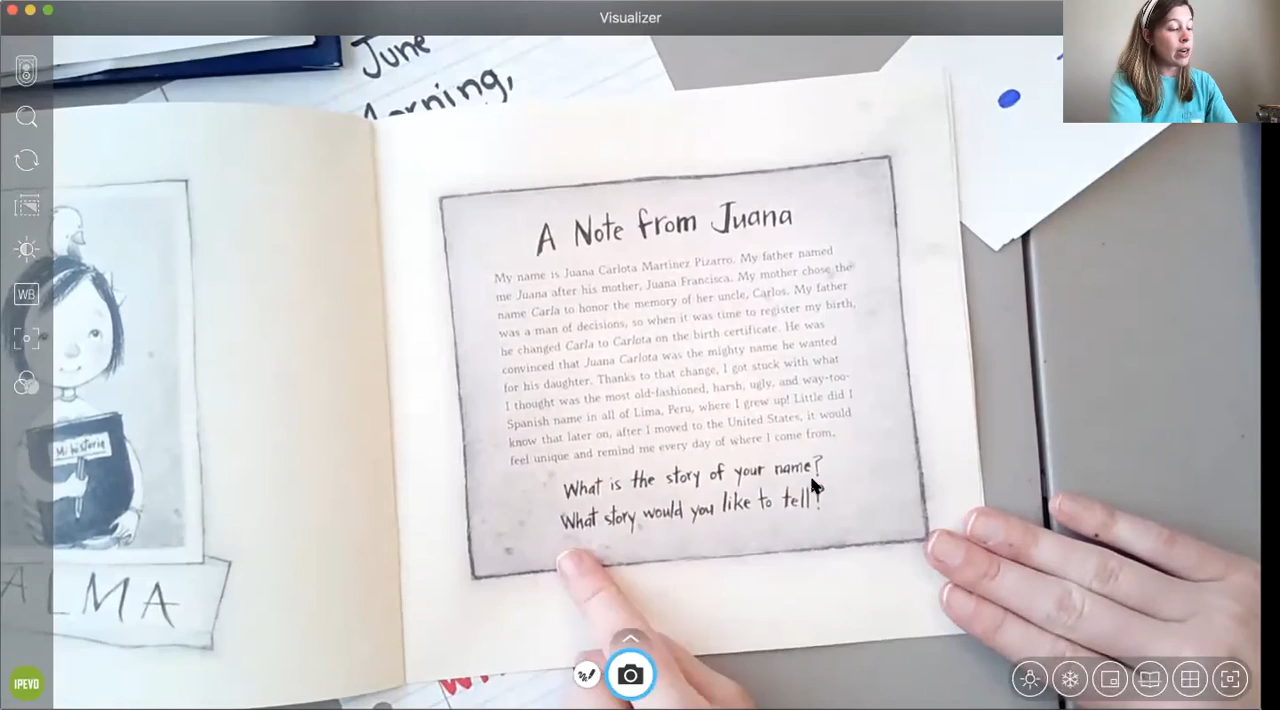 Visualizer
June
Morning,
A Note from Juana
My name is Juana Carlota Martinez Pizarro. My father named
me Juana after his mother, Juana Francisca. My mother chose the
name Carla to honor the memory of her uncle, Carlos. My father
was a man of decisions, so when it was time to register my birth,
he changed Carla to Carlota on the birth certificate. He was
convinced that Juana Carlota was the mighty name he wanted
for his daughter. Thanks to that change, I got stuck with what
I thought was the most old-fashioned, harsh, ugly, and way-too-
Spanish name in all of Lima, Peru, where I grew up! Little did I
know that later on, after I moved to the United States, it would
feel unique and remind me every day of where I come from.
What is the story of your name?
What story would you like to tell?
Mi historia
ALMA
WB
IPEVO